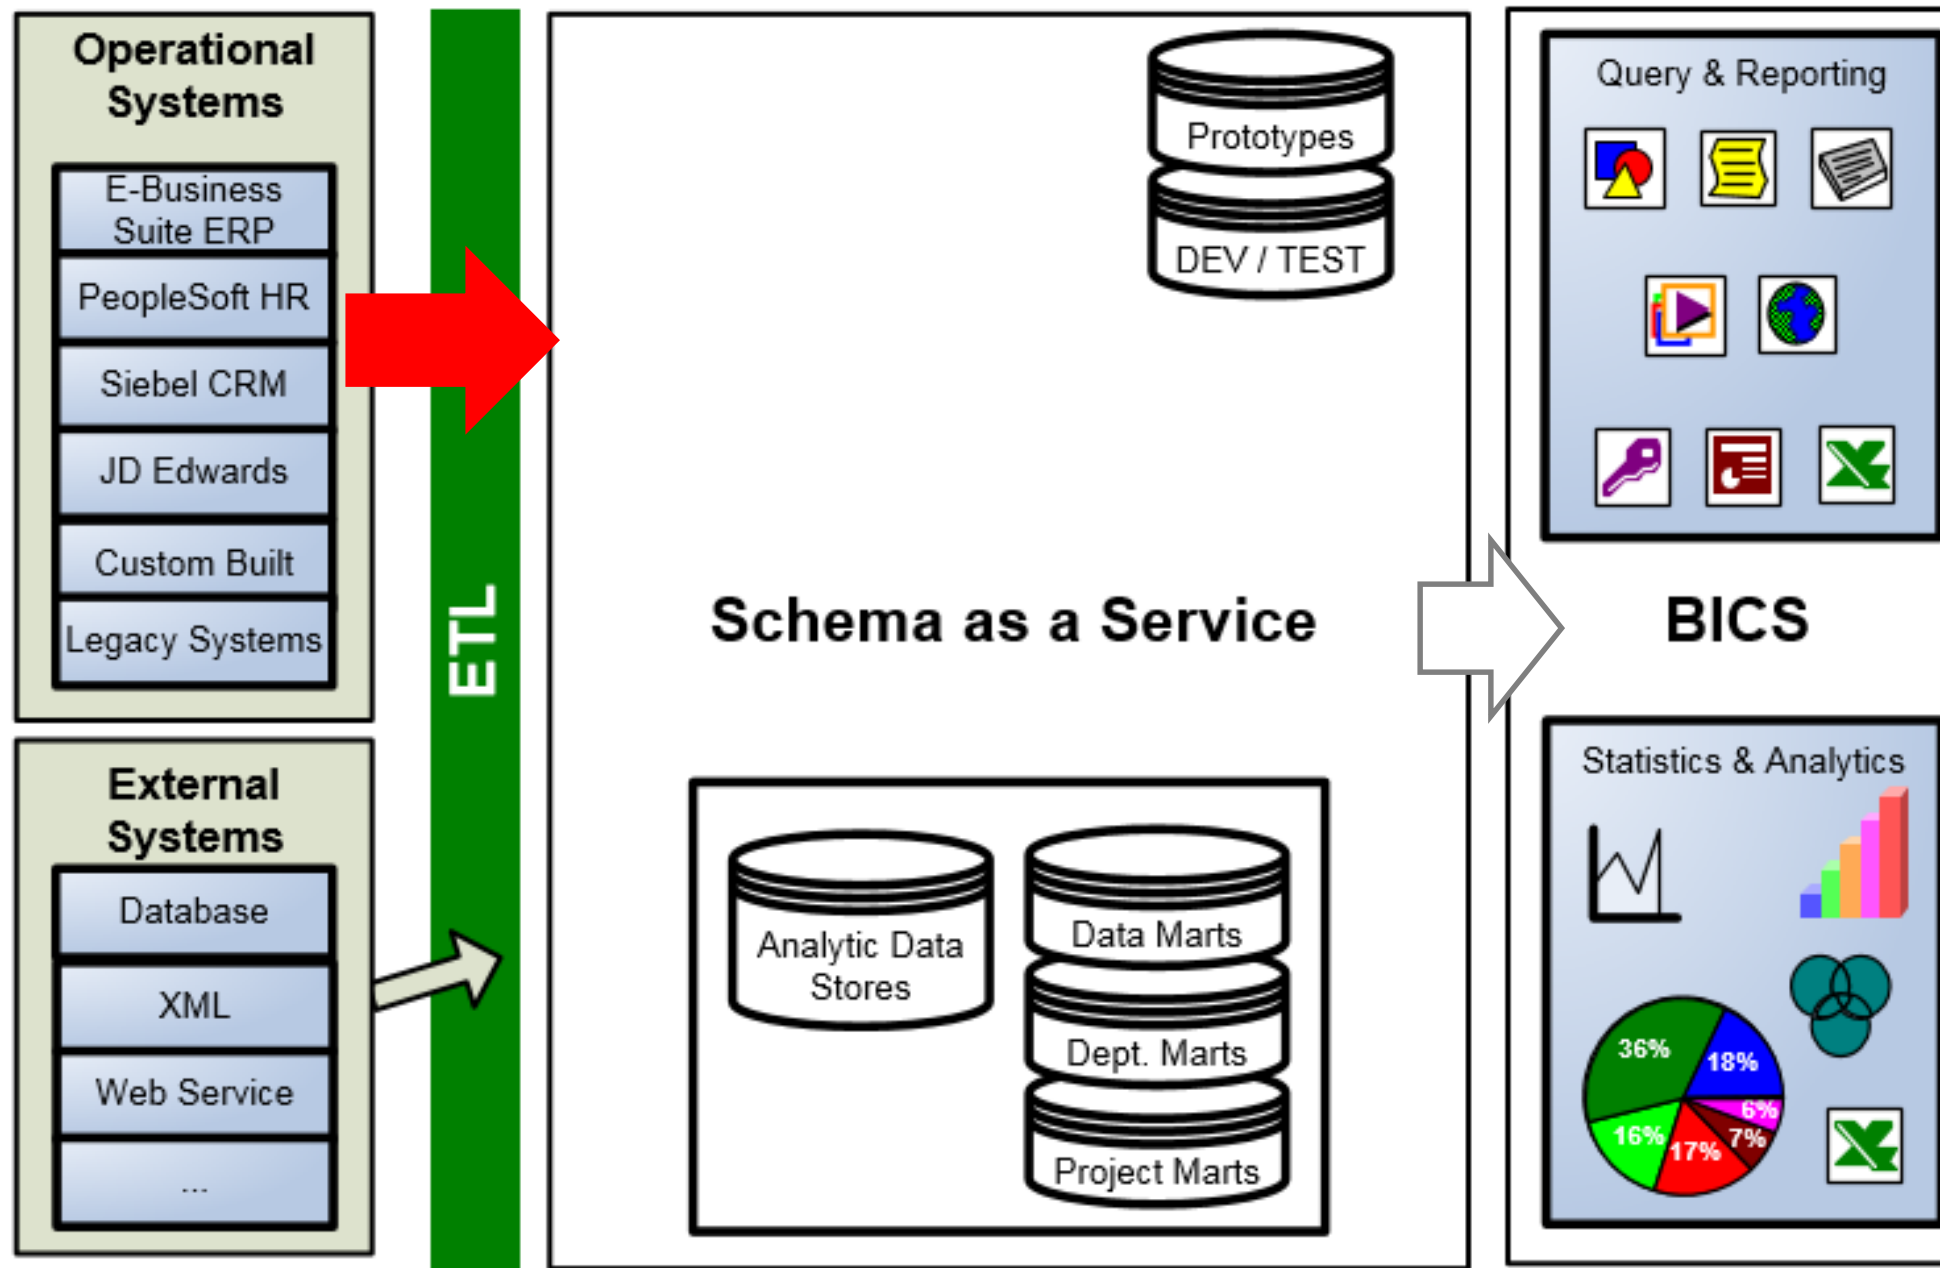 Operational
Systems
E-Business
Suite ERP
PeopleSoft HR
Siebel CRM
JD Edwards
Custom Built
Legacy Systems
External
Systems
Database
XML
Web Service
...
ETL
Prototypes
DEV / TEST
Schema as a Service
Analytic Data
Stores
Data Marts
Dept. Marts
Project Marts
Query & Reporting
BICS
Statistics & Analytics
36%
18%
6%
7%
17%
16%